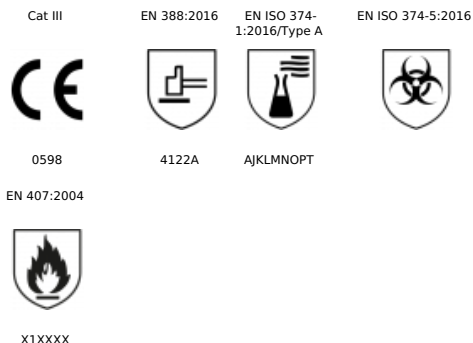 Cat III
EN 388:2016
EN ISO 374-
1:2016/Type A
EN ISO 374-5:2016
CE
0598
4122A
AJKLMNOPT
EN 407:2004
X1XXXX